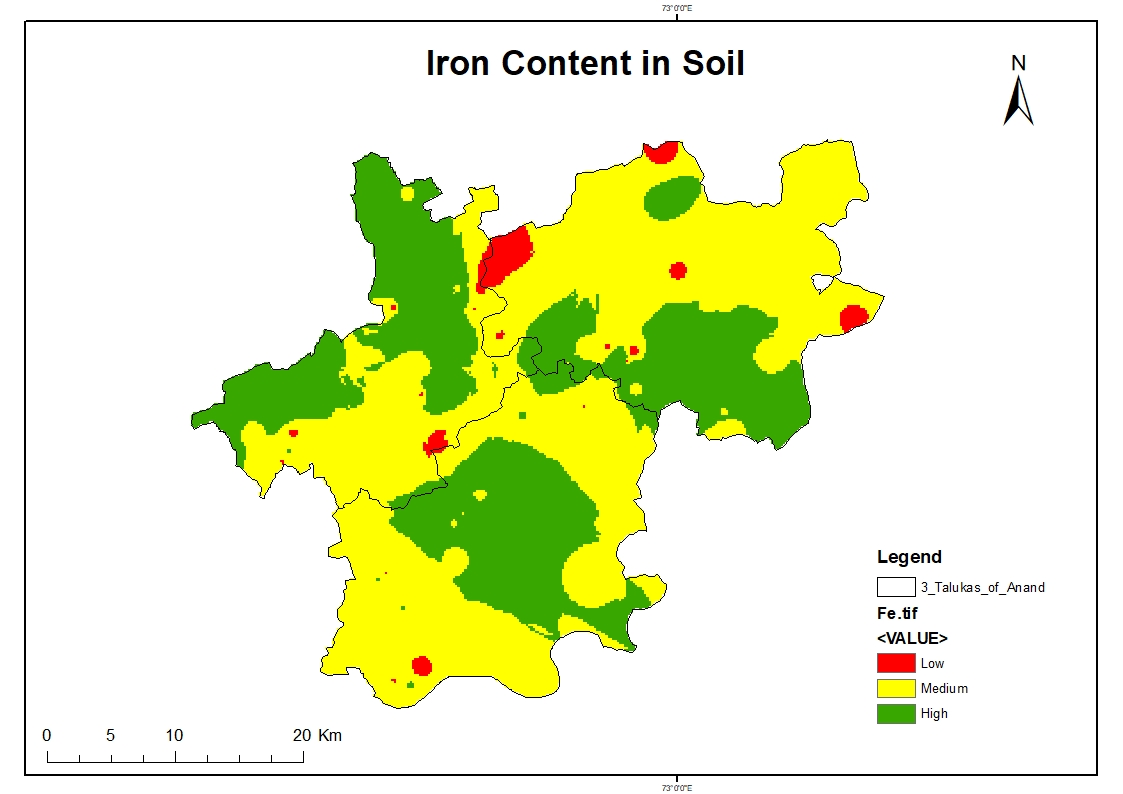 73°0'0"E
Iron Content in Soil
N
Legend
3_Talukas_of_Anand
Fe.tif
<VALUE>
Low
Medium
High
0 5 10 20 Km
73°0'0"E